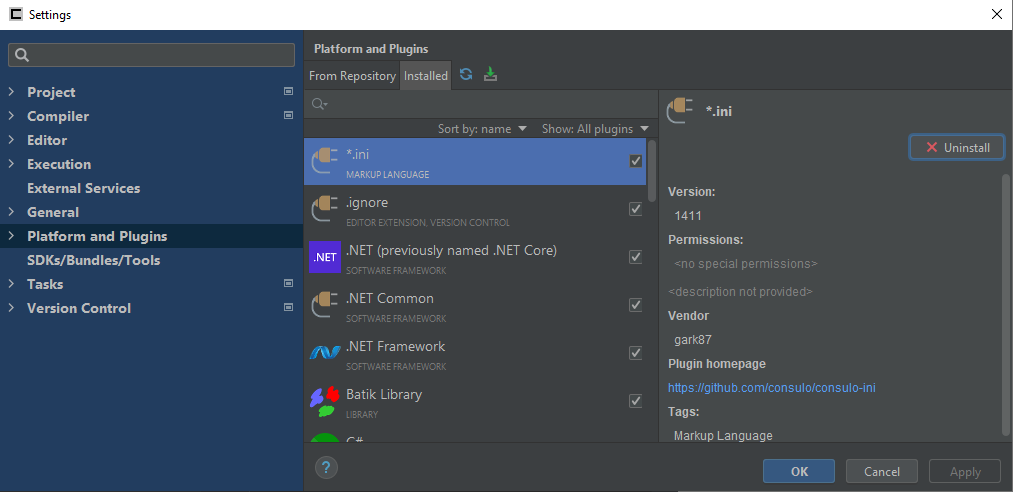 Settings
Project
Compiler
Editor
Execution
External Services
General
Platform and Plugins
SDKs/Bundles/Tools
Tasks
Version Control
Platform and Plugins
From Repository
Installed
Sort by: name
Show: All plugins
*.ini
MARKUP LANGUAGE
.ignore
EDITOR EXTENSION, VERSION CONTROL
.NET
.NET (previously named .NET Core)
SOFTWARE FRAMEWORK
.NET Common
SOFTWARE FRAMEWORK
.NET Framework
SOFTWARE FRAMEWORK
Batik Library
LIBRARY
C#
*.ini
Uninstall
Version:
1411
Permissions:
<no special permissions>
<description not provided>
Vendor
gark87
Plugin homepage
https://github.com/consulo/consulo-ini
Tags:
Markup Language
?
OK
Cancel
Apply